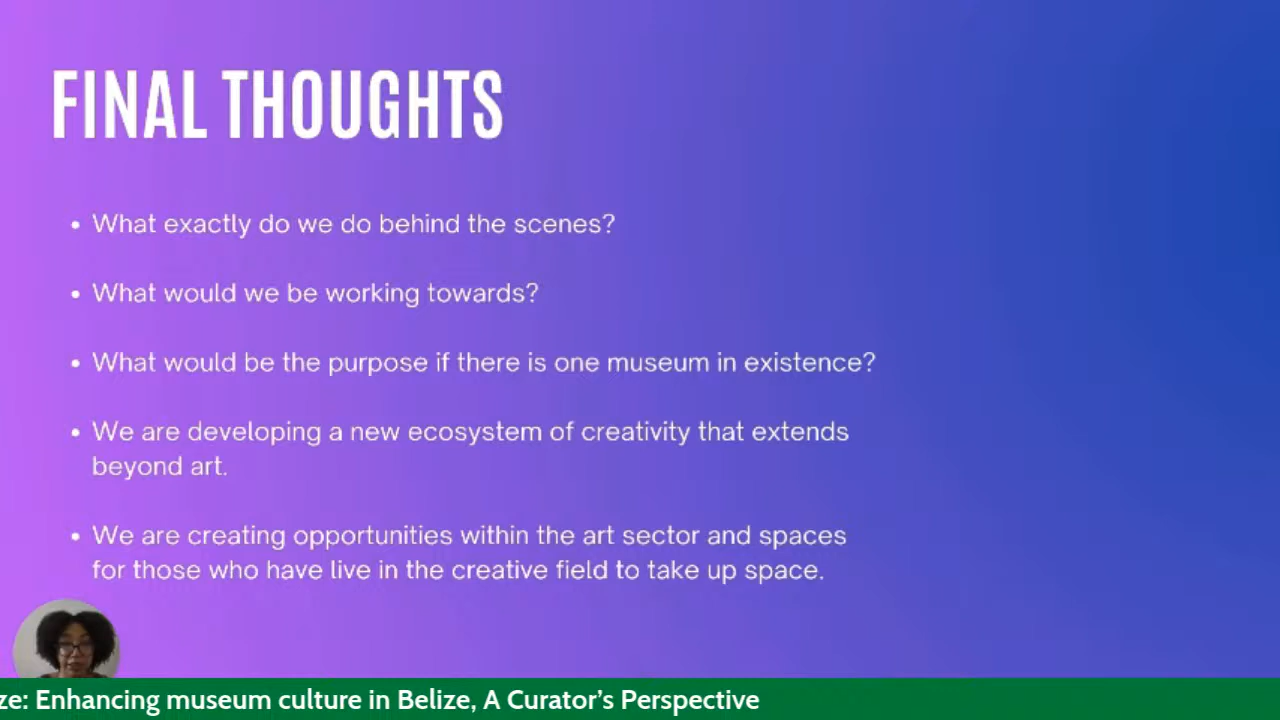 FINAL THOUGHTS
• What exactly do we do behind the scenes?
• What would we be working towards?
• What would be the purpose if there is one museum in existence?
• We are developing a new ecosystem of creativity that extends
beyond art.
• We are creating opportunities within the art sector and spaces
for those who have live in the creative field to take up space.
ze: Enhancing museum culture in Belize, A Curator's Perspective